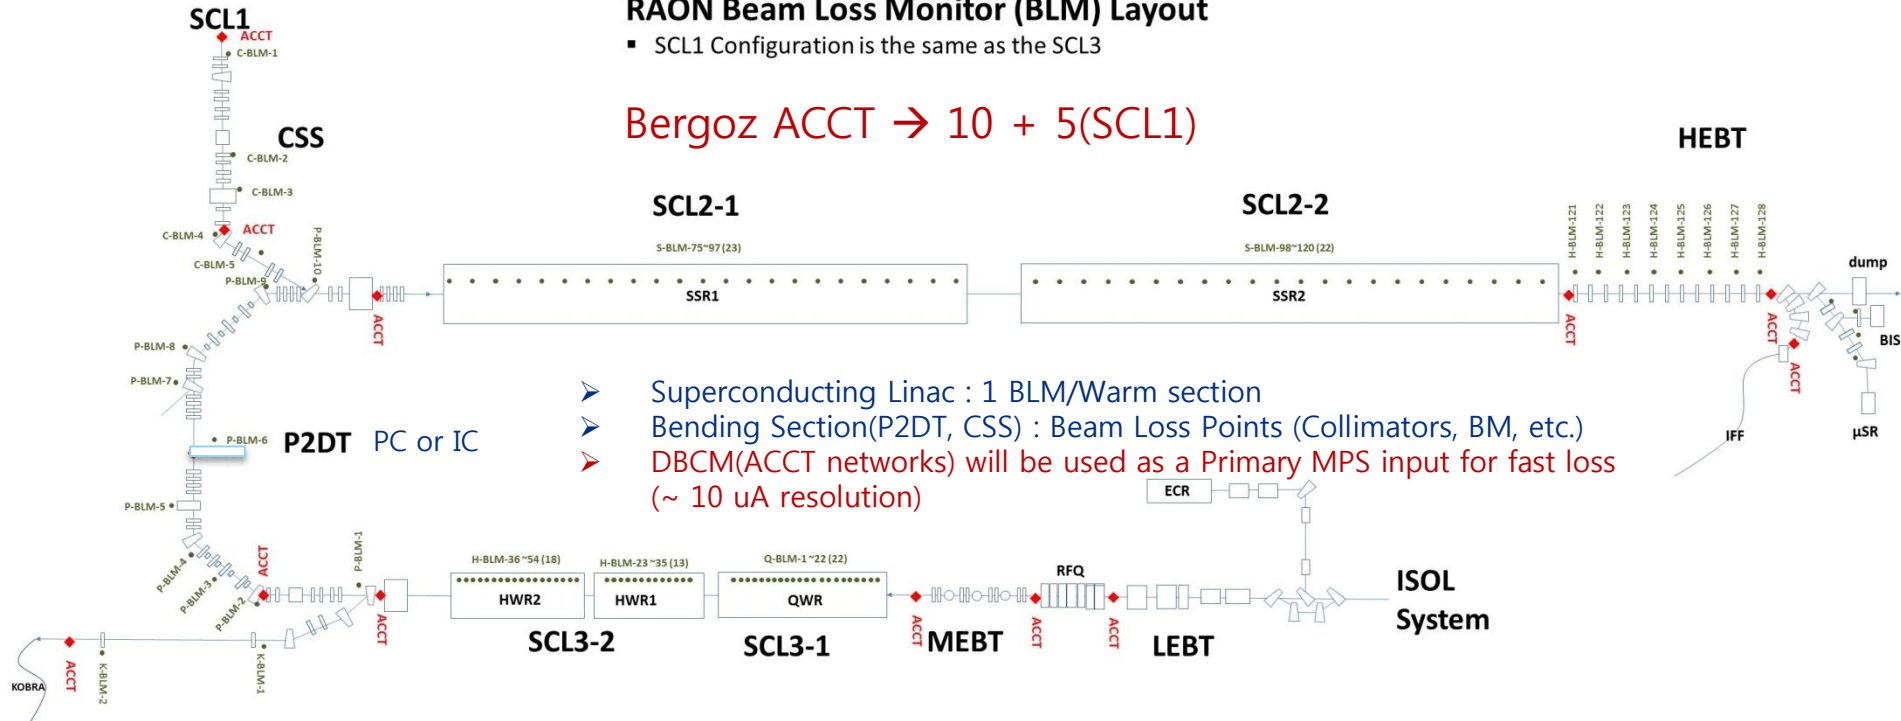 RAON Beam Loss Monitor (BLM) Layout
▪ SCL1 Configuration is the same as the SCL3
Bergoz ACCT → 10 + 5(SCL1)
SCL1
ACCT
C-BLM-1
CSS
C-BLM-2
C-BLM-3
C-BLM-4
ACCT
C-BLM-5
P-BLM-10
P-BLM-9
ACCT
SCL2-1
S-BLM-75~97 (23)
SSR1
SCL2-2
S-BLM-98~120 (22)
SSR2
HEBT
H-BLM-121
H-BLM-122
H-BLM-123
H-BLM-124
H-BLM-125
H-BLM-126
H-BLM-127
H-BLM-128
ACCT
ACCT
ACCT
dump
BIS
μSR
IFF
P-BLM-8
P-BLM-7
P-BLM-6
P2DT PC or IC
➤ Superconducting Linac : 1 BLM/Warm section
➤ Bending Section(P2DT, CSS) : Beam Loss Points (Collimators, BM, etc.)
➤ DBCM(ACCT networks) will be used as a Primary MPS input for fast loss
(~ 10 uA resolution)
P-BLM-5
P-BLM-4
P-BLM-3
P-BLM-2
ACCT
P-BLM-1
ACCT
H-BLM-36~54 (18)
HWR2
H-BLM-23~35 (13)
HWR1
SCL3-2
Q-BLM-1~22 (22)
QWR
SCL3-1
ACCT
MEBT
ACCT
RFQ
ACCT
LEBT
ECR
ISOL
System
KOBRA
ACCT
K-BLM-2
K-BLM-1